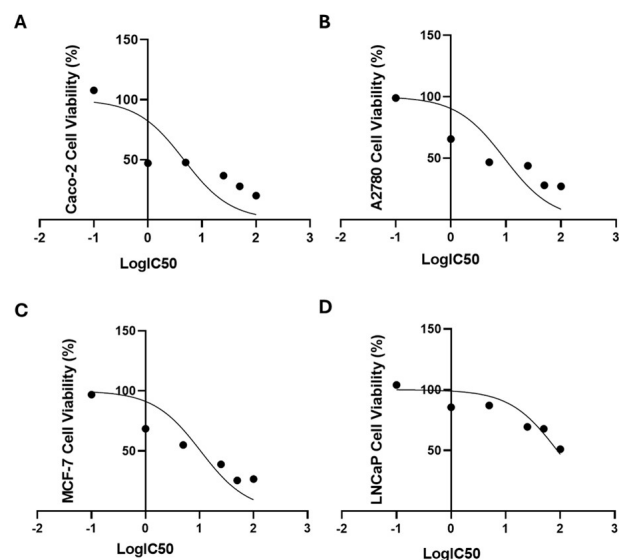 A
Caco-2 Cell Viability (%)
150
100
50
-2 -1 0 1 2 3
LogIC50
B
A2780 Cell Viability (%)
150
100
50
-2 -1 0 1 2 3
LogIC50
C
MCF-7 Cell Viability (%)
150
100
50
-2 -1 0 1 2 3
LogIC50
D
LNCaP Cell Viability (%)
150
100
50
-2 -1 0 1 2 3
LogIC50